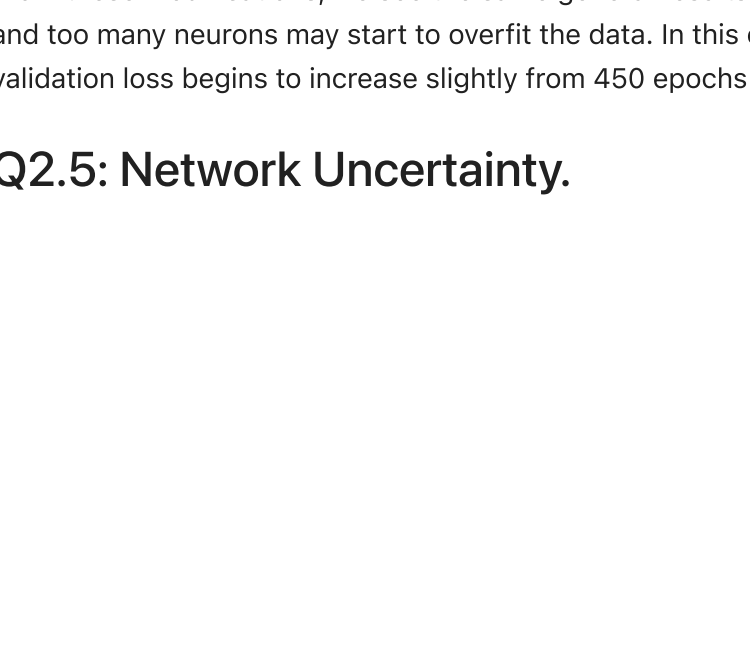 and too many neurons may start to overfit the data. In this
validation loss begins to increase slightly from 450 epochs
Q2.5: Network Uncertainty.